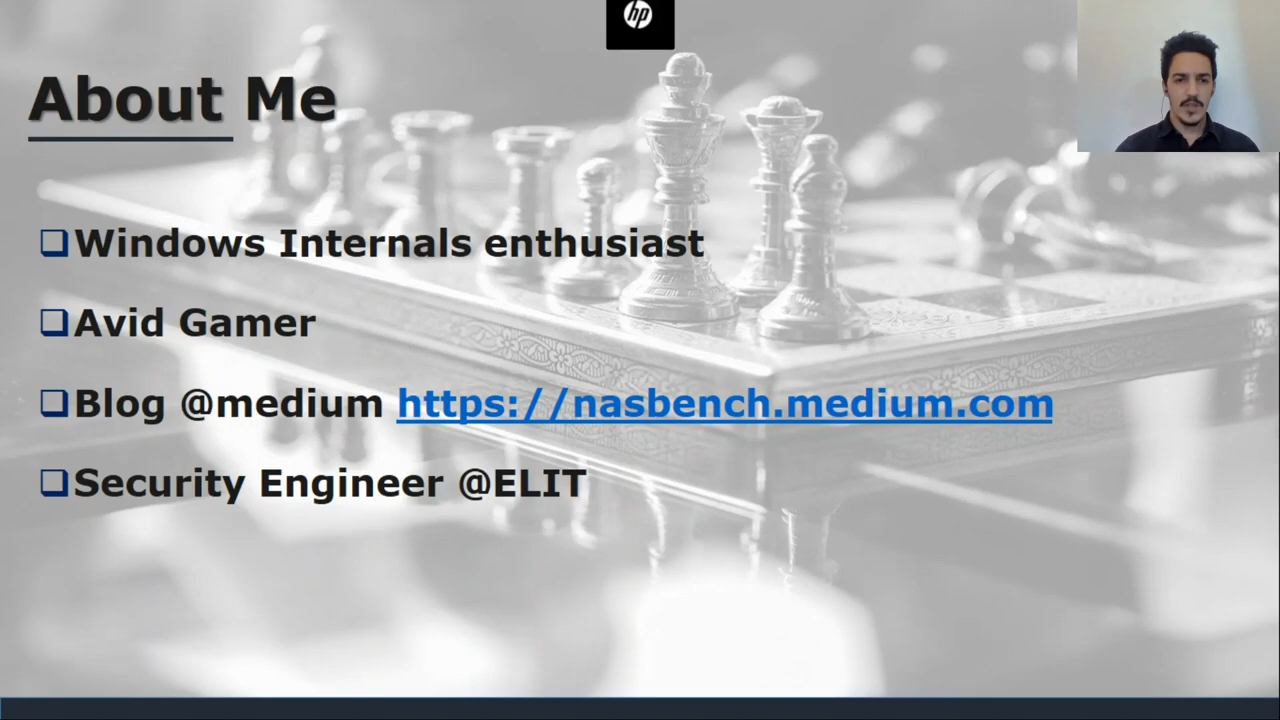 hp
About Me
Windows Internals enthusiast
Avid Gamer
Blog @medium https://nasbench.medium.com
Security Engineer @ELIT